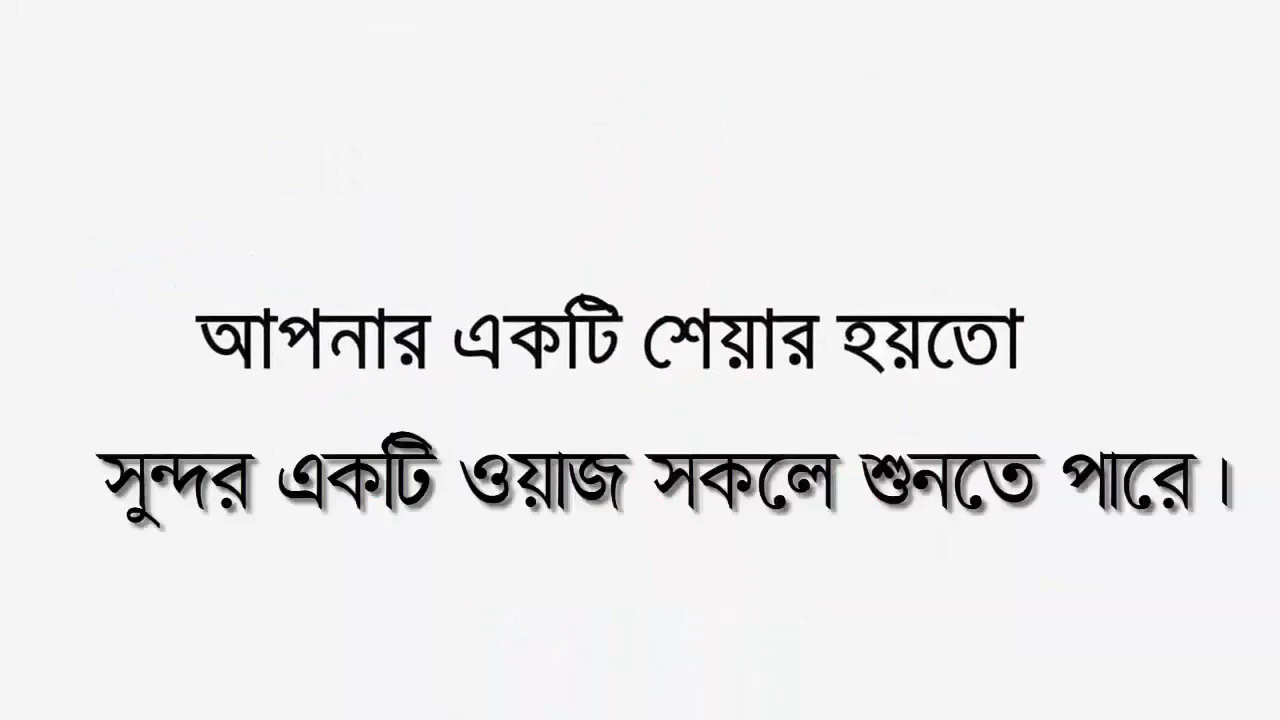 আপনার একটি শেয়ার হয়তো
সুন্দর একটি ওয়াজ সকলে শুনতে পারে।